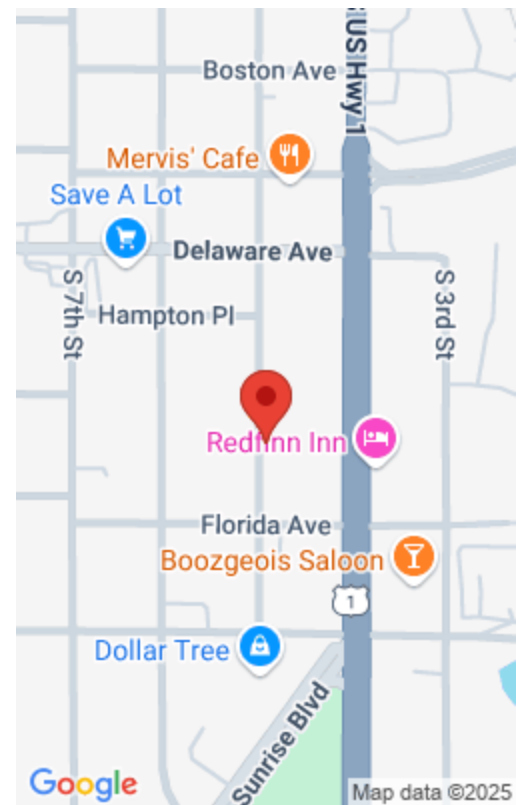 S US Hwy 1
Boston Ave
Mervis' Cafe
Save A Lot
Delaware Ave
S 7th St
Hampton Pl
S 3rd St
Redfinn Inn
Florida Ave
Boozgeois Saloon
1
Dollar Tree
Sunrise Blvd
Google
Map data ©2025